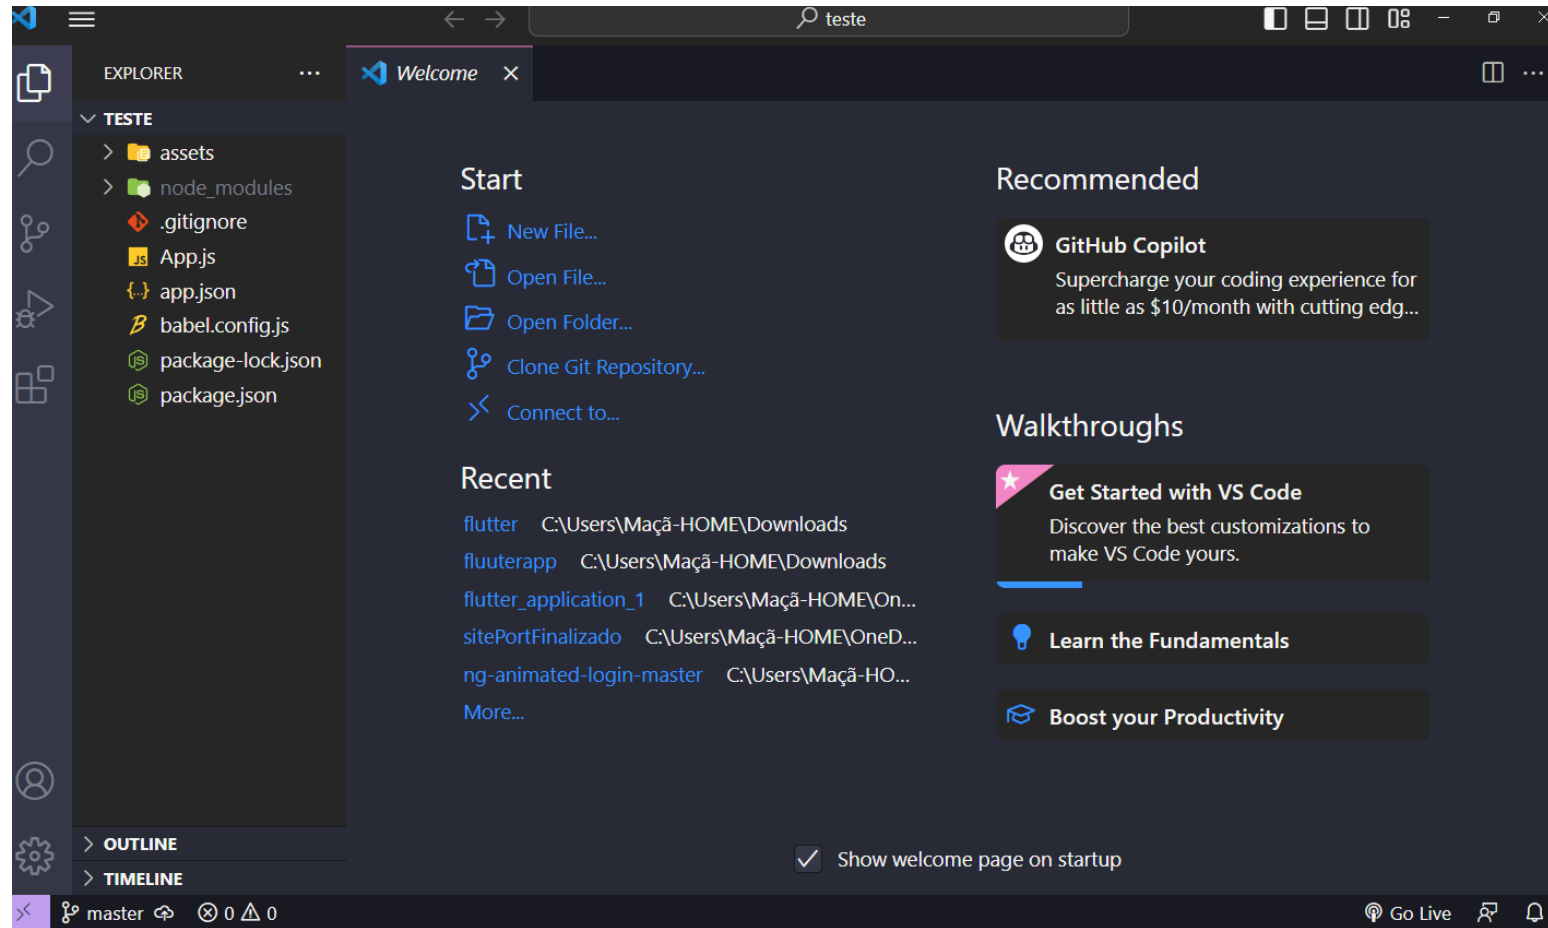 teste
EXPLORER
Welcome
TESTE
assets
node_modules
.gitignore
JS App.js
{..} app.json
B babel.config.js
JS package-lock.json
JS package.json
OUTLINE
TIMELINE
Start
New File...
Open File...
Open Folder...
Clone Git Repository...
Connect to...
Recent
flutter C:\Users\Maçã-HOME\Downloads
fluuterapp C:\Users\Maçã-HOME\Downloads
flutter_application_1 C:\Users\Maçã-HOME\On...
sitePortFinalizado C:\Users\Maçã-HOME\OneD...
ng-animated-login-master C:\Users\Maçã-HO...
More...
Recommended
GitHub Copilot
Supercharge your coding experience for
as little as $10/month with cutting edg...
Walkthroughs
Get Started with VS Code
Discover the best customizations to
make VS Code yours.
Learn the Fundamentals
Boost your Productivity
Show welcome page on startup
master 0 0
Go Live